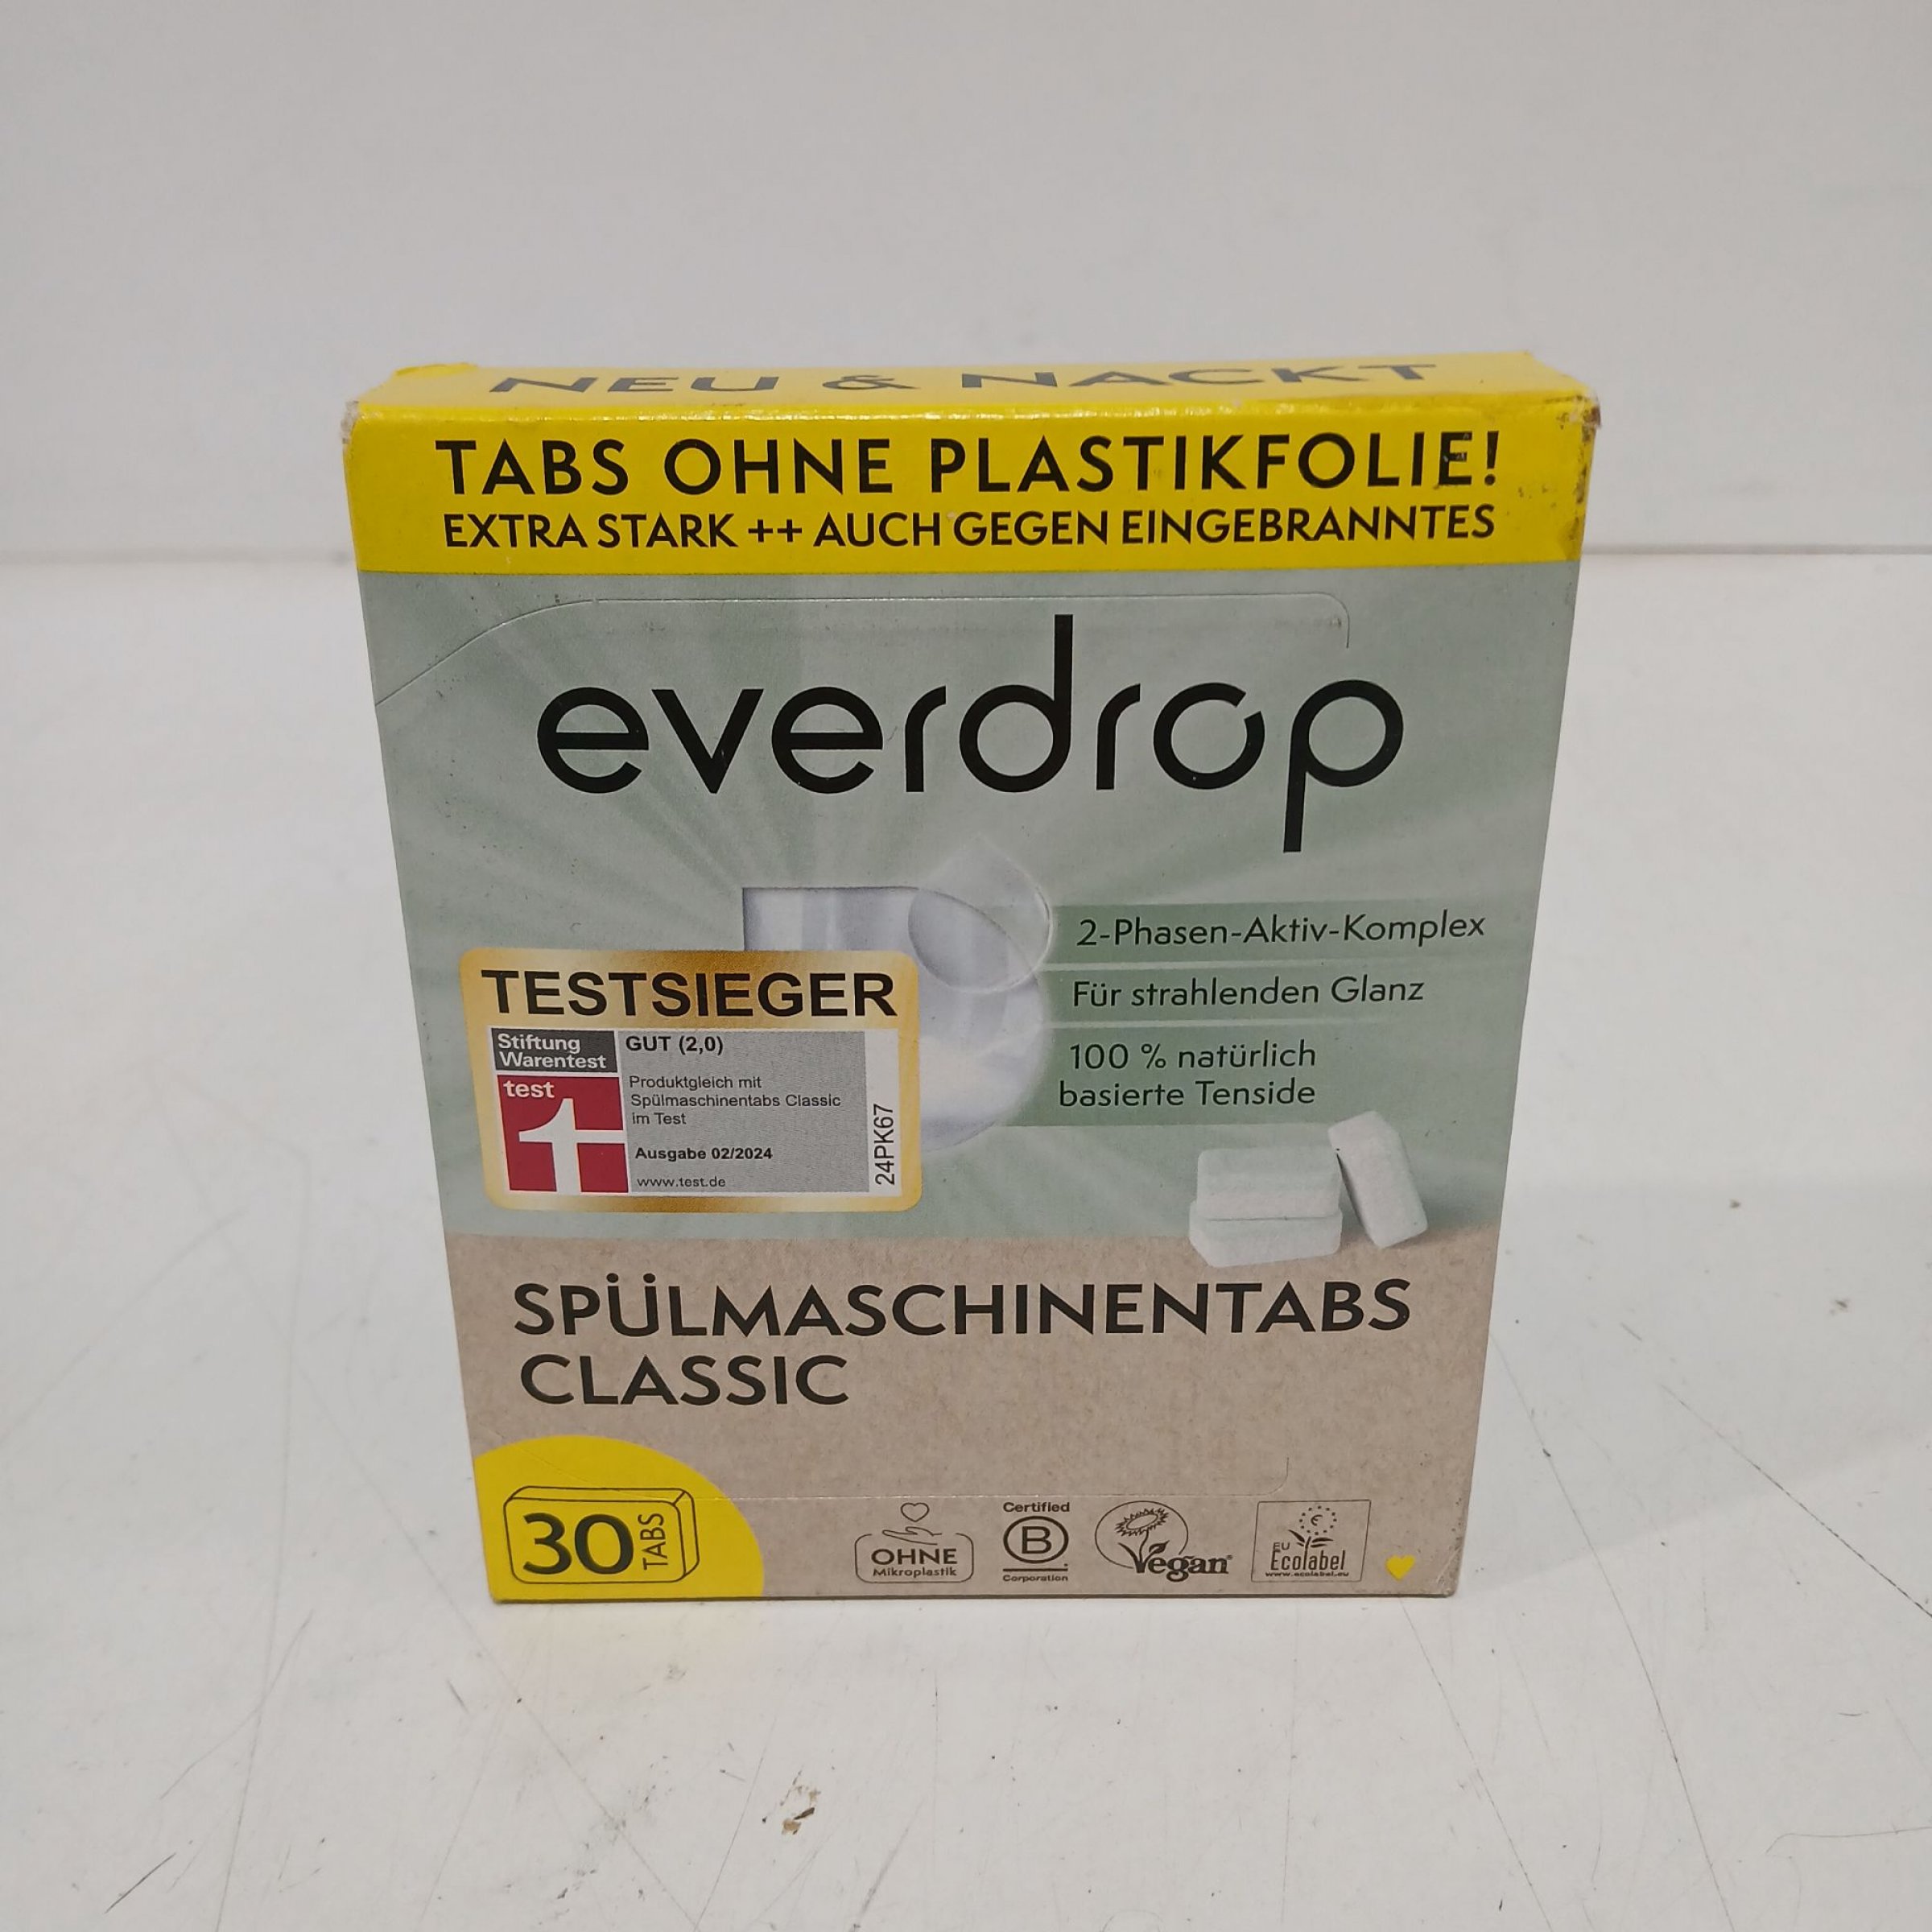 NEU & NACKT
TABS OHNE PLASTIKFOLIE!
EXTRA STARK ++ AUCH GEGEN EINGEBRANNTES
everdrop
2-Phasen-Aktiv-Komplex
Für strahlenden Glanz
100 % natürlich
basierte Tenside
TESTSIEGER
Stiftung
Warentest
test
GUT (2,0)
Produktgleich mit
Spülmaschinentabs Classic
im Test
Ausgabe 02/2024
www.test.de
24PK67
SPÜLMASCHINENTABS
CLASSIC
30 TABS
OHNE
Mikroplastik
Certified
B
Corporation
Vegan
EU
Ecolabel
www.ecolabel.eu